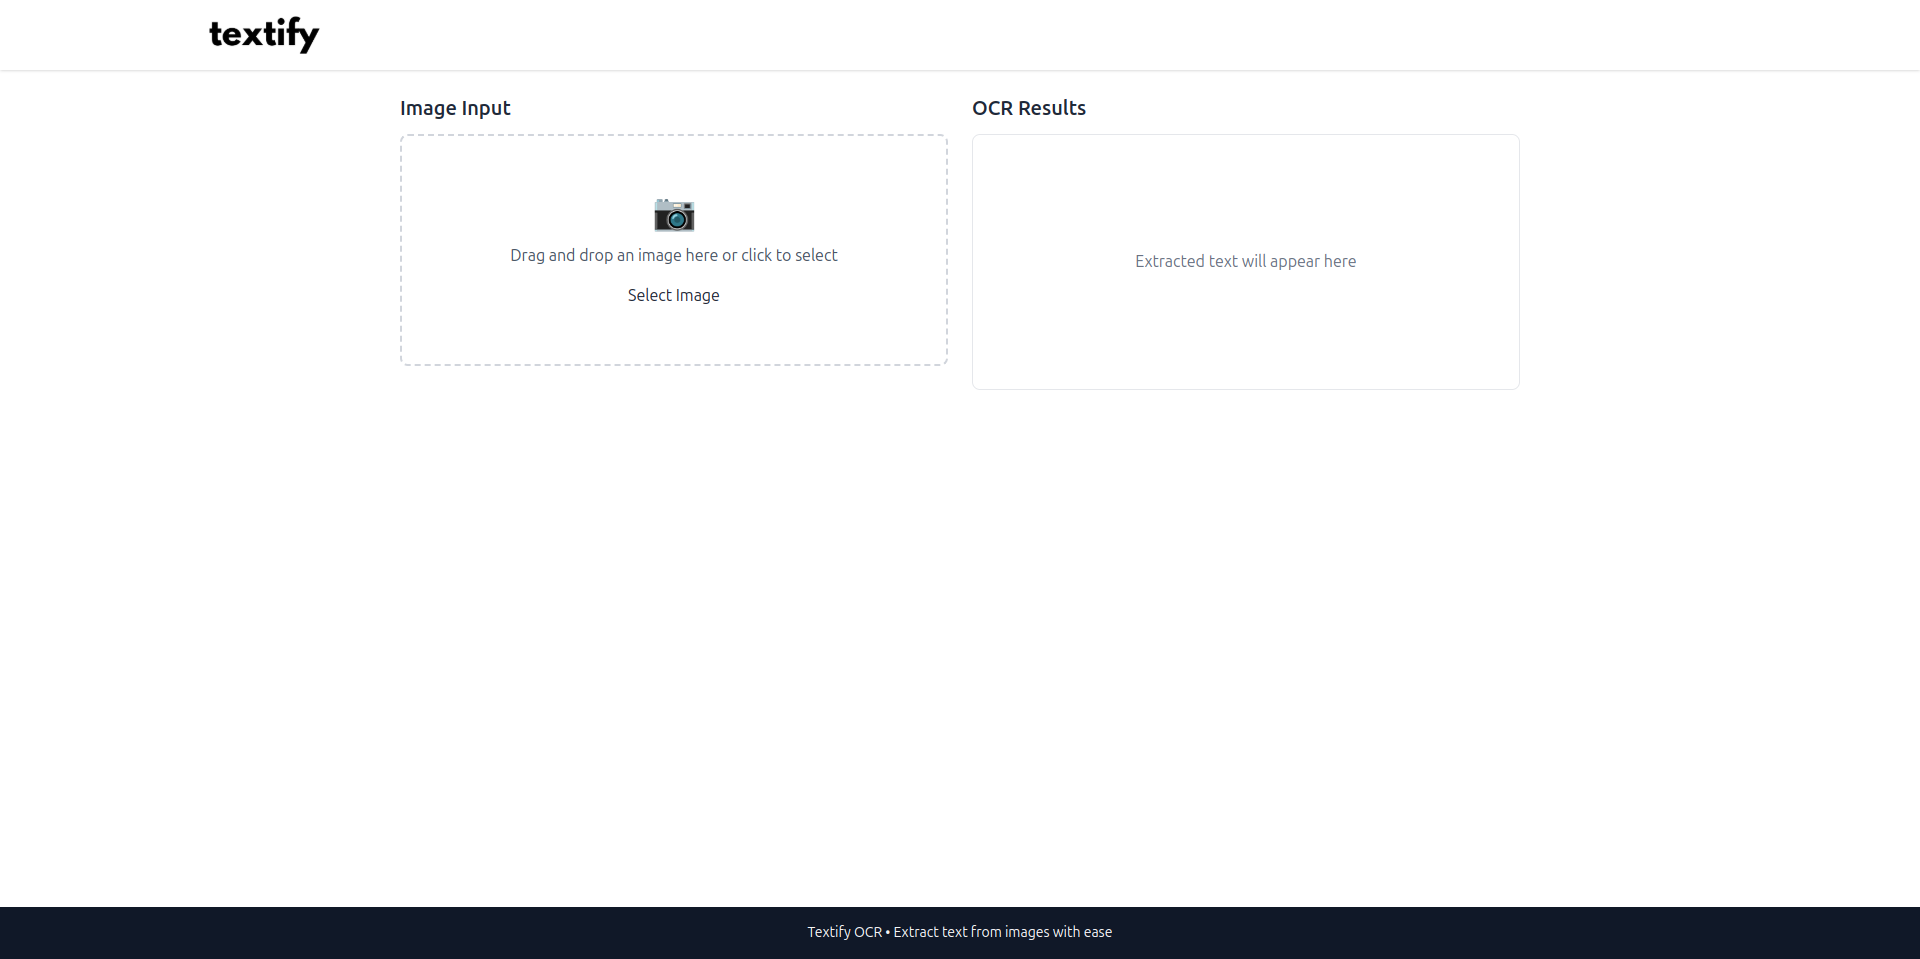 textify
Image Input
Drag and drop an image here or click to select
Select Image
OCR Results
Extracted text will appear here
Textify OCR • Extract text from images with ease